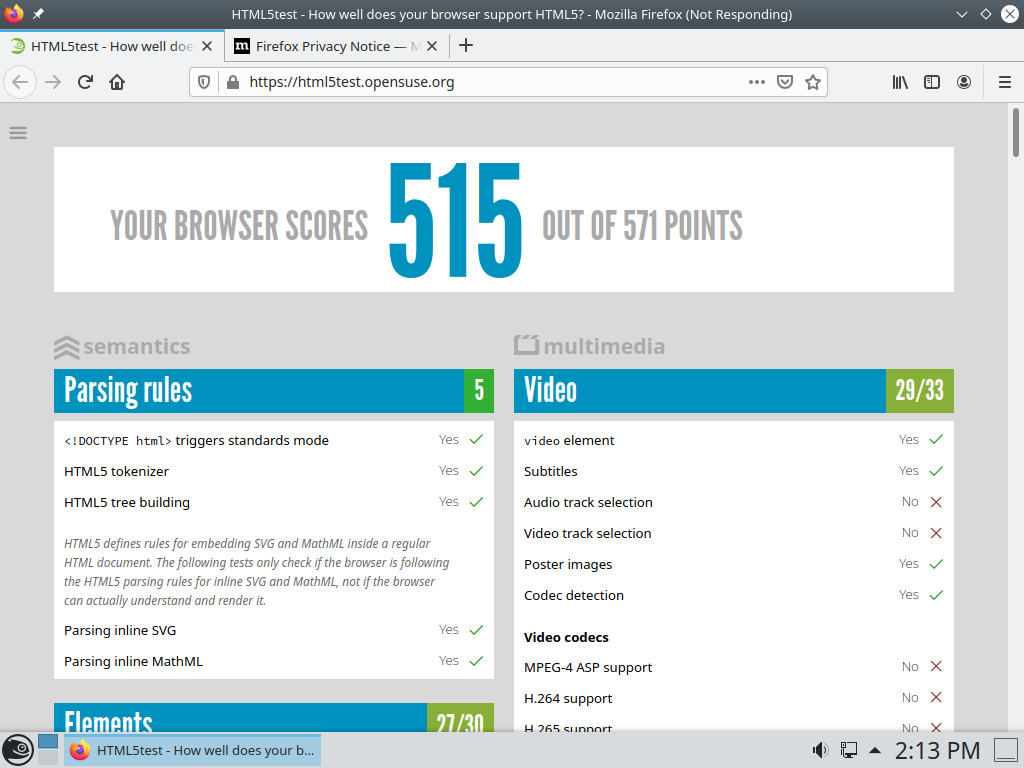 HTML5test - How well does your browser support HTML5? - Mozilla Firefox (Not Responding)
HTML5test - How well doe
Firefox Privacy Notice — M
https://html5test.opensuse.org
YOUR BROWSER SCORES 515 OUT OF 571 POINTS
semantics
Parsing rules 5
<!DOCTYPE html> triggers standards mode Yes
HTML5 tokenizer Yes
HTML5 tree building Yes
HTML5 defines rules for embedding SVG and MathML inside a regular
HTML document. The following tests only check if the browser is following
the HTML5 parsing rules for inline SVG and MathML, not if the browser
can actually understand and render it.
Parsing inline SVG Yes
Parsing inline MathML Yes
Elements 27/30
multimedia
Video 29/33
video element Yes
Subtitles Yes
Audio track selection No
Video track selection No
Poster images Yes
Codec detection Yes
Video codecs
MPEG-4 ASP support No
H.264 support No
H.265 support No
HTML5test - How well does your b...
2:13 PM